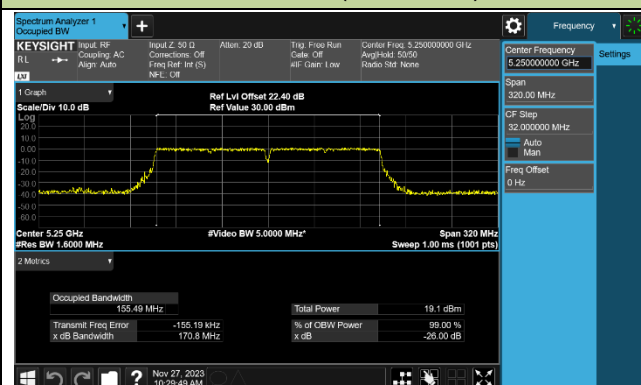 Spectrum Analyzer 1
Occupied BW
Frequency
KEYSIGHT
RL
LXI
Input: RF
Coupling: AC
Align: Auto
Input Z: 50 Ω
Corrections: Off
Freq Ref: Int (S)
NFE: Off
Atten: 20 dB
Trig: Free Run
Gate: Off
#IF Gain: Low
Center Freq: 5.250000000 GHz
Avg|Hold: 50/50
Radio Std: None
Center Frequency
5.250000000 GHz
Settings
Span
320.00 MHz
CF Step
32.000000 MHz
Auto
Man
Freq Offset
0 Hz
1 Graph
Scale/Div 10.0 dB
Ref Lvl Offset 22.40 dB
Ref Value 30.00 dBm
Log
20.0
10.0
0.00
-10.0
-20.0
-30.0
-40.0
-50.0
-60.0
Center 5.25 GHz
#Res BW 1.6000 MHz
#Video BW 5.0000 MHz*
Span 320 MHz
Sweep 1.00 ms (1001 pts)
2 Metrics
Occupied Bandwidth
155.49 MHz
Total Power 19.1 dBm
Transmit Freq Error -155.19 kHz
% of OBW Power 99.00 %
x dB Bandwidth 170.8 MHz
x dB -26.00 dB
?
Nov 27, 2023
10:29:49 AM